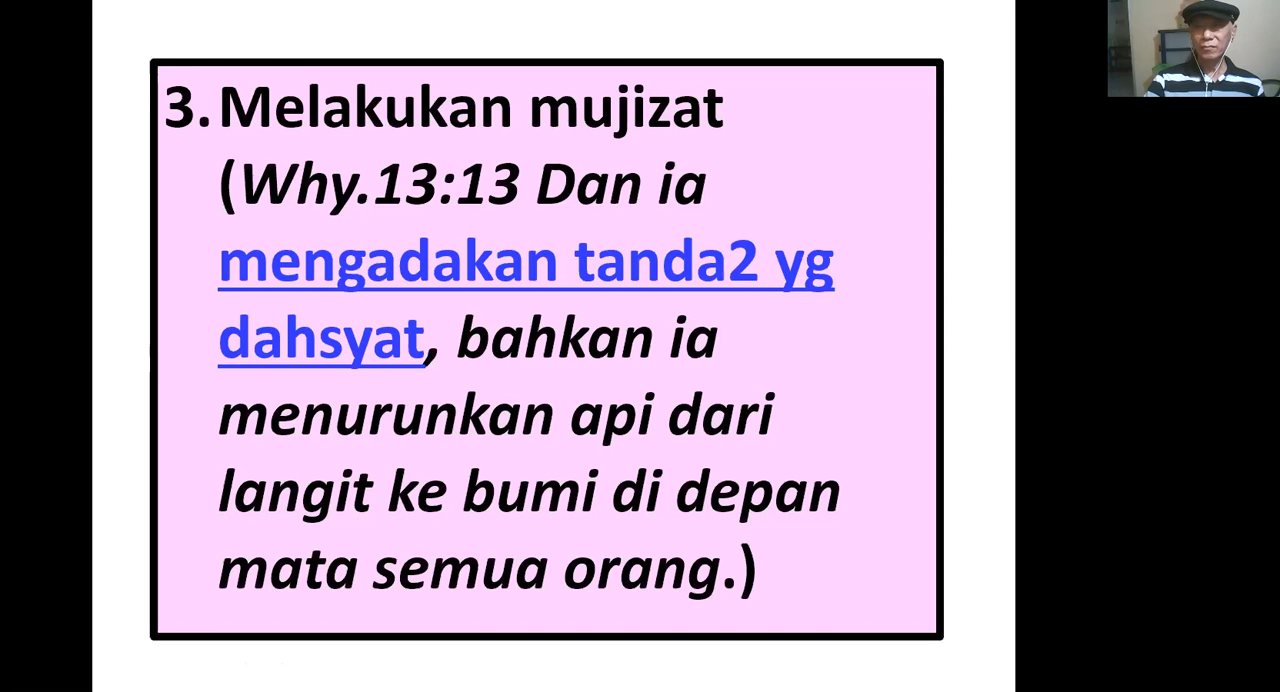 3. Melakukan mujizat
(Why.13:13 Dan ia
mengadakan tanda2 yg
dahsyat, bahkan ia
menurunkan api dari
langit ke bumi di depan
mata semua orang.)